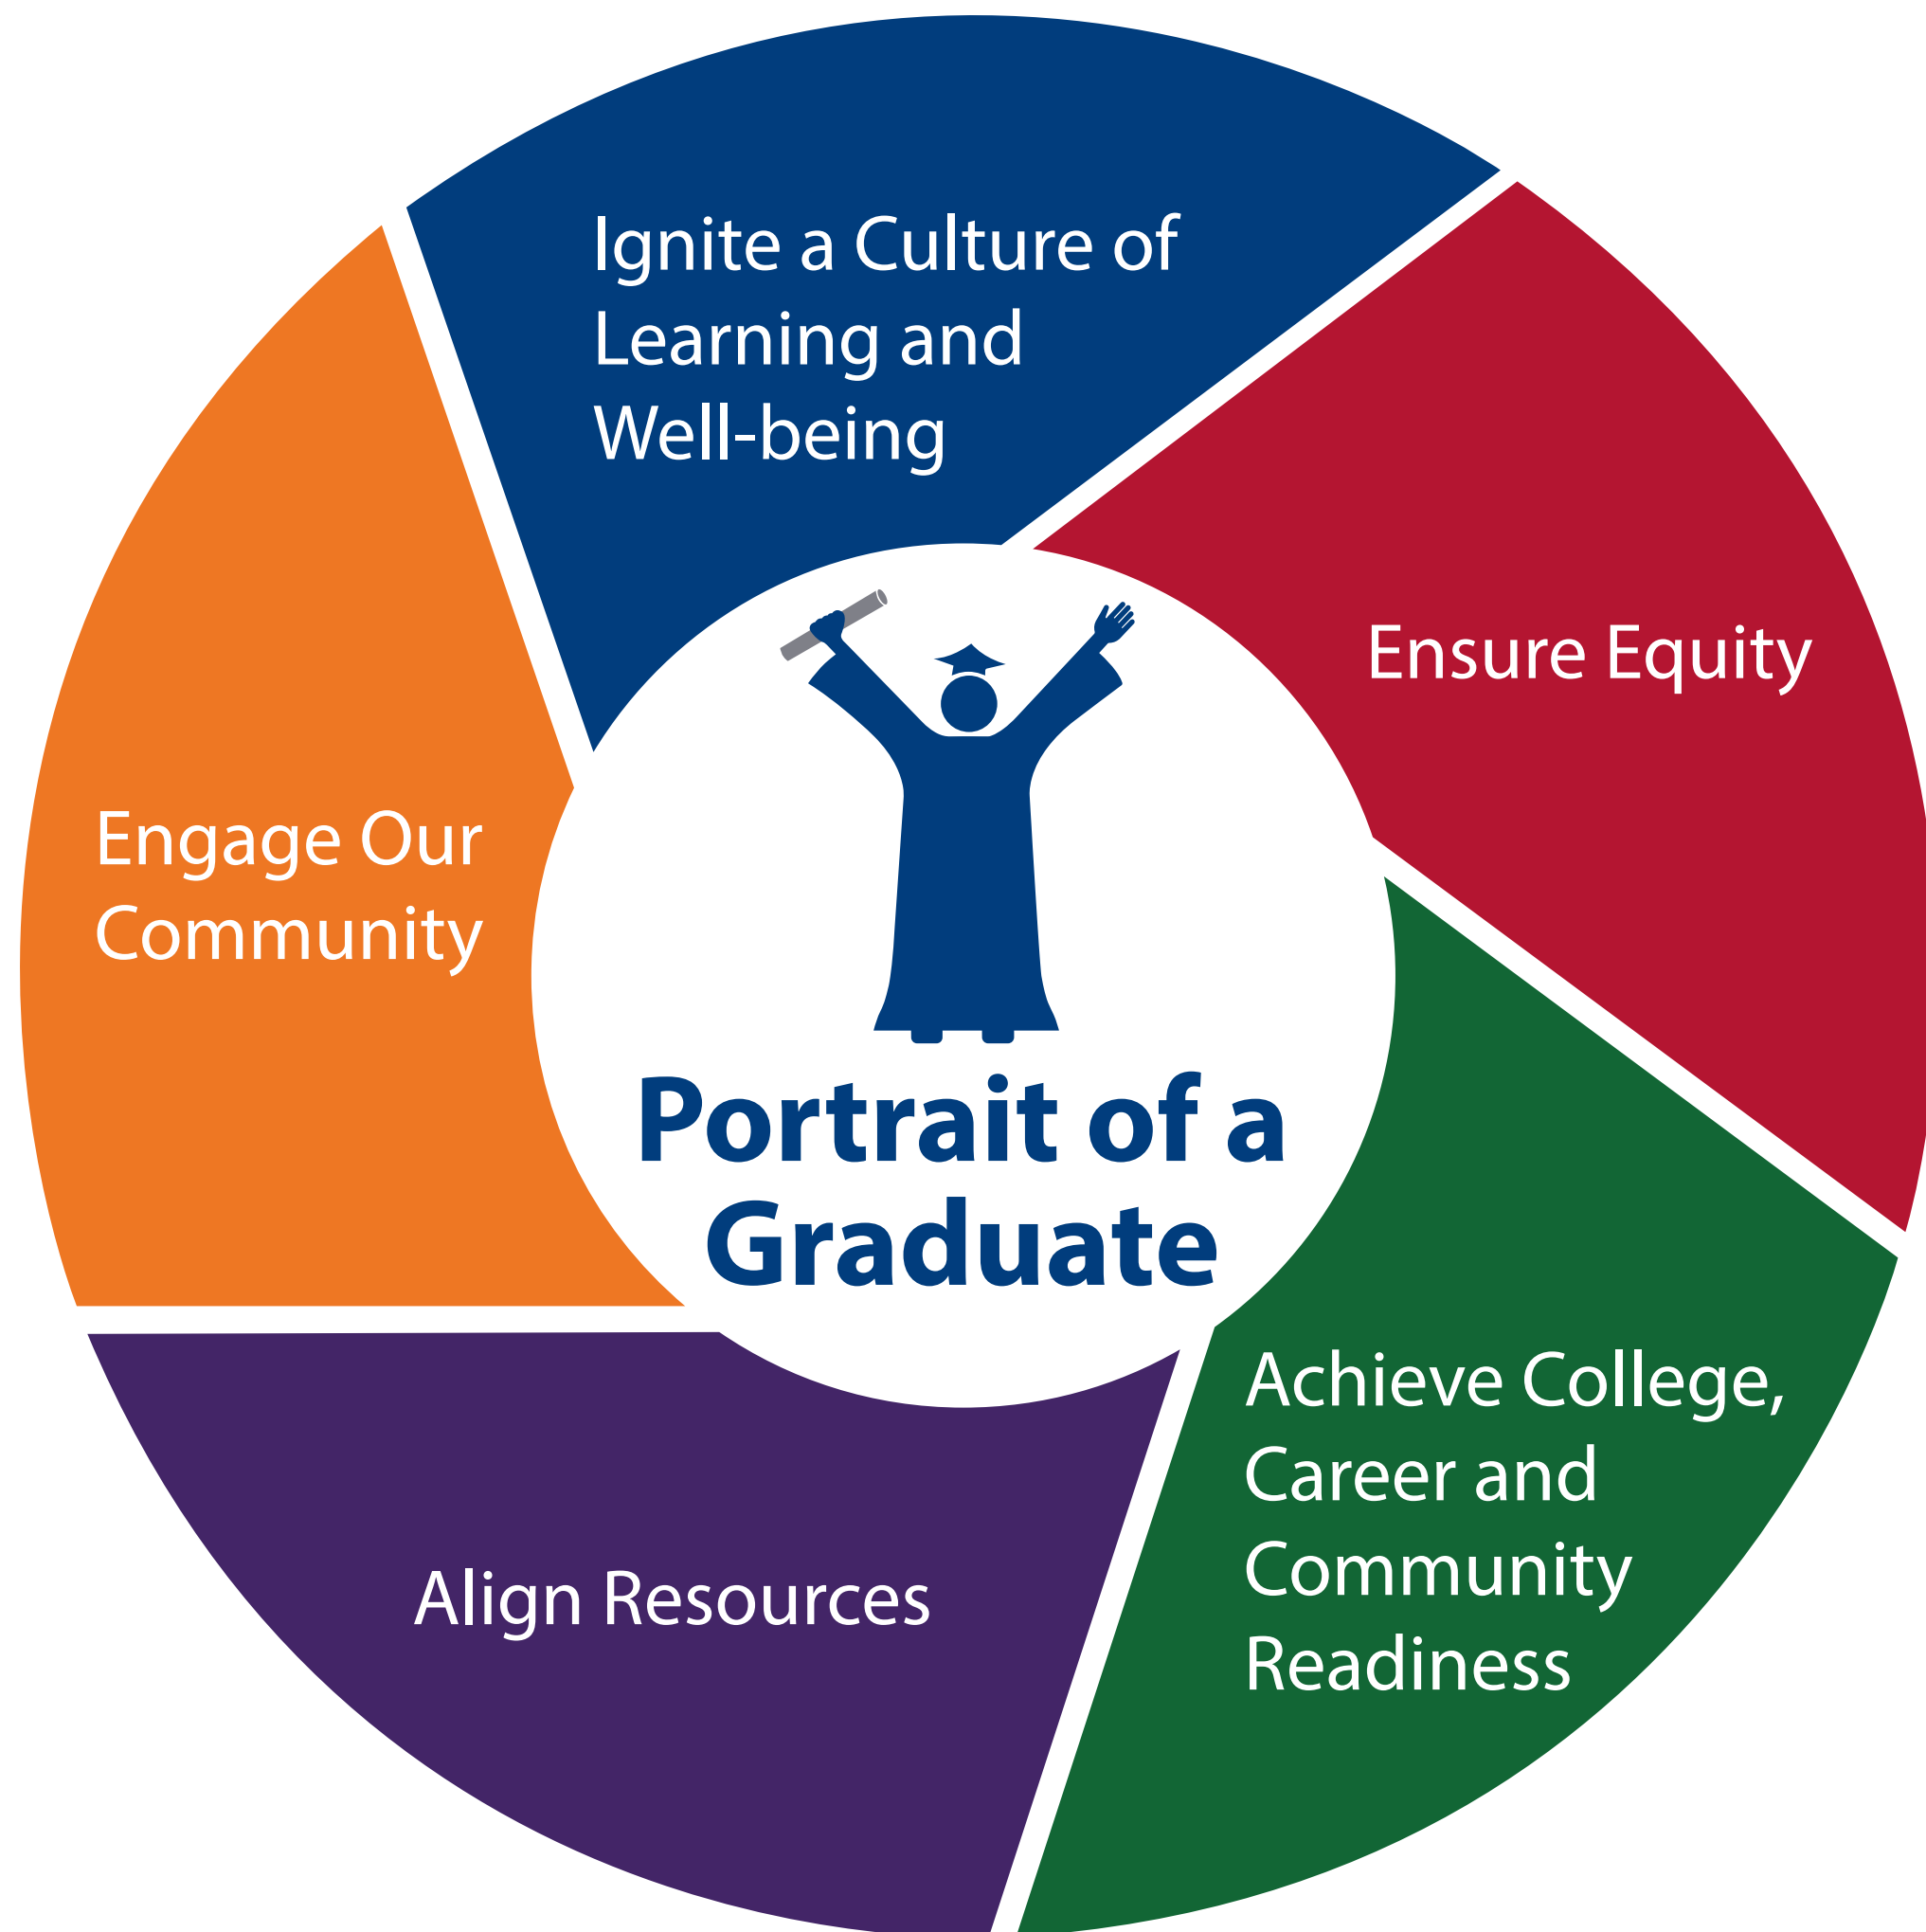 Ignite a Culture of
Learning and
Well-being
Ensure Equity
Engage Our
Community
Portrait of a
Graduate
Achieve College,
Career and
Community
Readiness
Align Resources